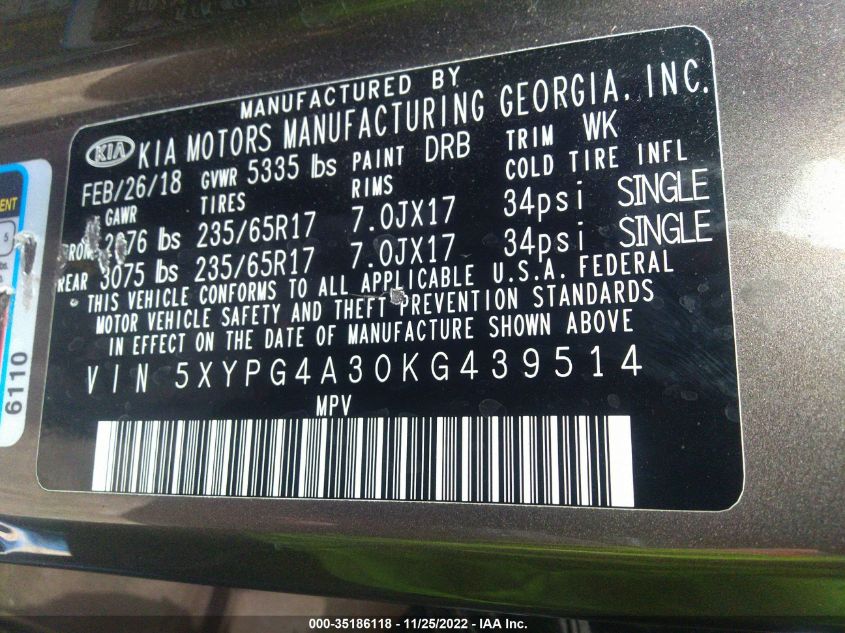 MANUFACTURED BY
KIA KIA MOTORS MANUFACTURING GEORGIA, INC.
FEB/26/18 GVWR 5335 lbs PAINT DRB TRIM WK
GAWR TIRES RIMS COLD TIRE INFL
2976 lbs 235/65R17 7.0JX17 34psi SINGLE
REAR 3075 lbs 235/65R17 7.0JX17 34psi SINGLE
THIS VEHICLE CONFORMS TO ALL APPLICABLE U.S.A. FEDERAL
MOTOR VEHICLE SAFETY AND THEFT PREVENTION STANDARDS
IN EFFECT ON THE DATE OF MANUFACTURE SHOWN ABOVE
VIN 5XYPG4A30KG439514
MPV
5
6110
000-35186118 - 11/25/2022 - IAA Inc.